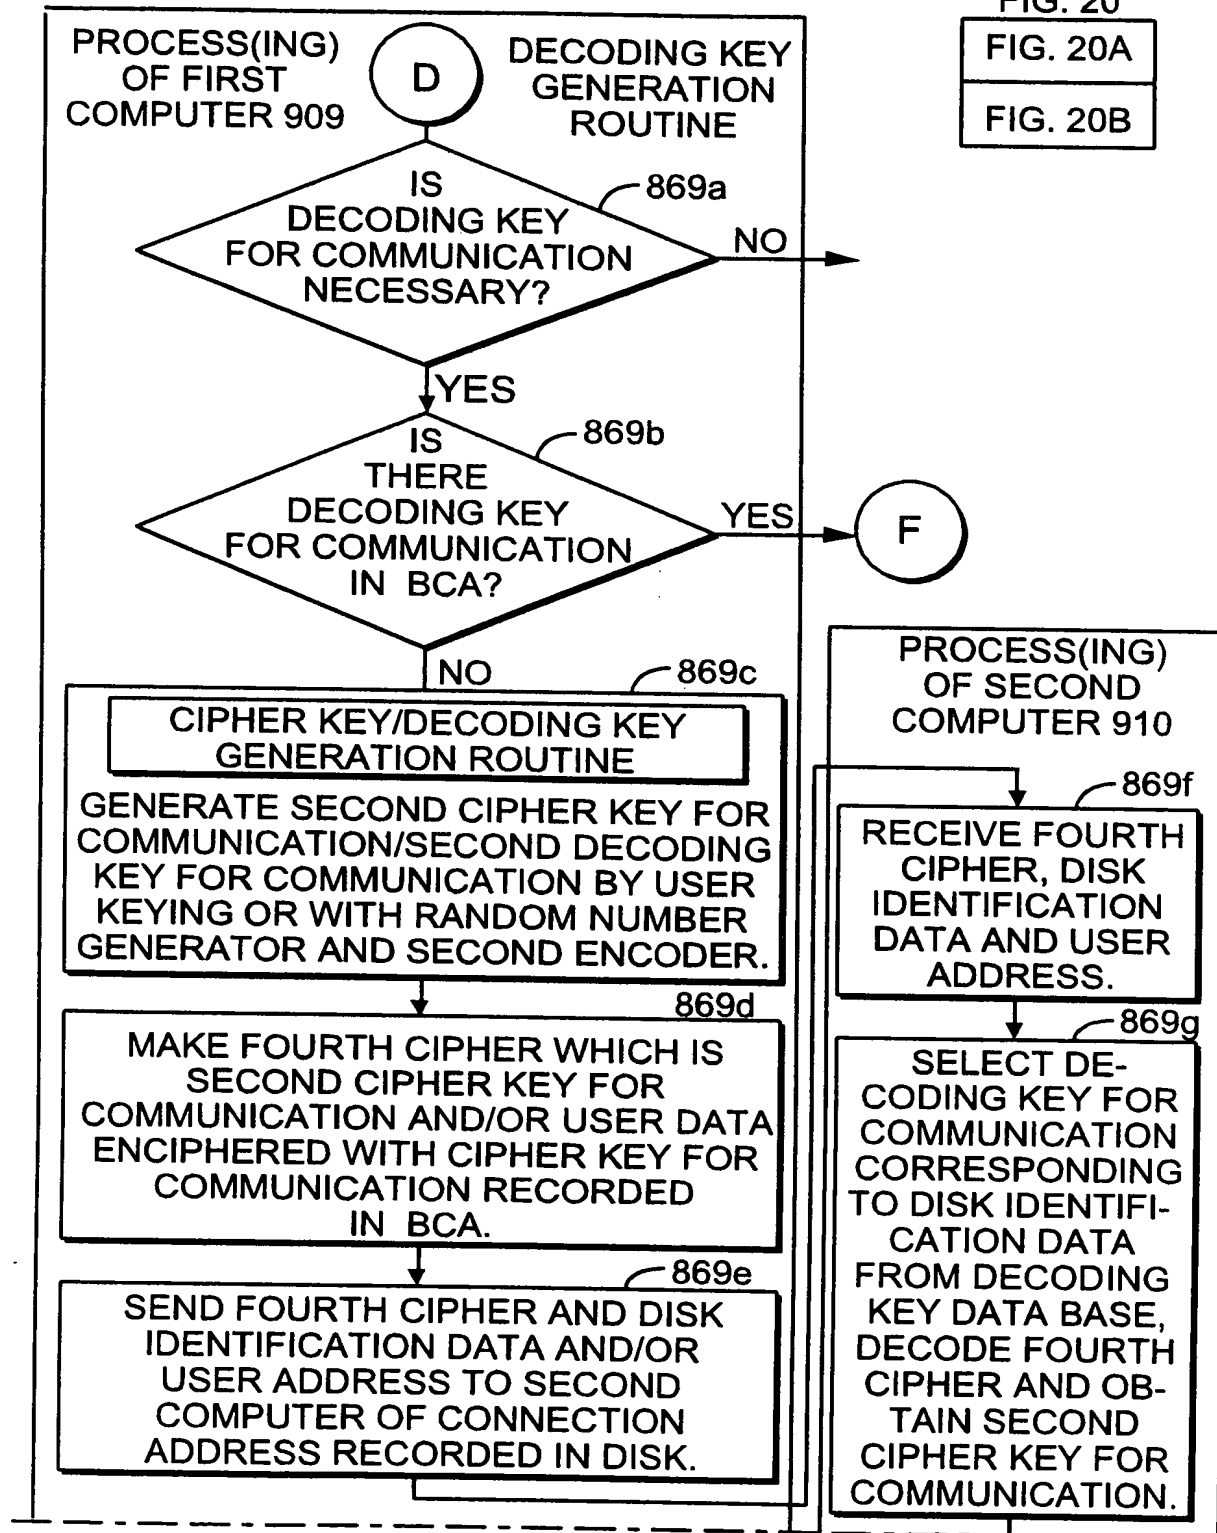 FIG. 20
FIG. 20A
FIG. 20B
PROCESS(ING)
OF FIRST
COMPUTER 909
D
DECODING KEY
GENERATION
ROUTINE
869a
IS
DECODING KEY
FOR COMMUNICATION
NECESSARY?
NO
YES
869b
IS
THERE
DECODING KEY
FOR COMMUNICATION
IN BCA?
YES
F
NO
869c
CIPHER KEY/DECODING KEY
GENERATION ROUTINE
GENERATE SECOND CIPHER KEY FOR
COMMUNICATION/SECOND DECODING
KEY FOR COMMUNICATION BY USER
KEYING OR WITH RANDOM NUMBER
GENERATOR AND SECOND ENCODER.
869d
MAKE FOURTH CIPHER WHICH IS
SECOND CIPHER KEY FOR
COMMUNICATION AND/OR USER DATA
ENCIPHERED WITH CIPHER KEY FOR
COMMUNICATION RECORDED
IN BCA.
869e
SEND FOURTH CIPHER AND DISK
IDENTIFICATION DATA AND/OR
USER ADDRESS TO SECOND
COMPUTER OF CONNECTION
ADDRESS RECORDED IN DISK.
PROCESS(ING)
OF SECOND
COMPUTER 910
869f
RECEIVE FOURTH
CIPHER, DISK
IDENTIFICATION
DATA AND USER
ADDRESS.
869g
SELECT DE-
CODING KEY FOR
COMMUNICATION
CORRESPONDING
TO DISK IDENTIFI-
CATION DATA
FROM DECODING
KEY DATA BASE,
DECODE FOURTH
CIPHER AND OB-
TAIN SECOND
CIPHER KEY FOR
COMMUNICATION.